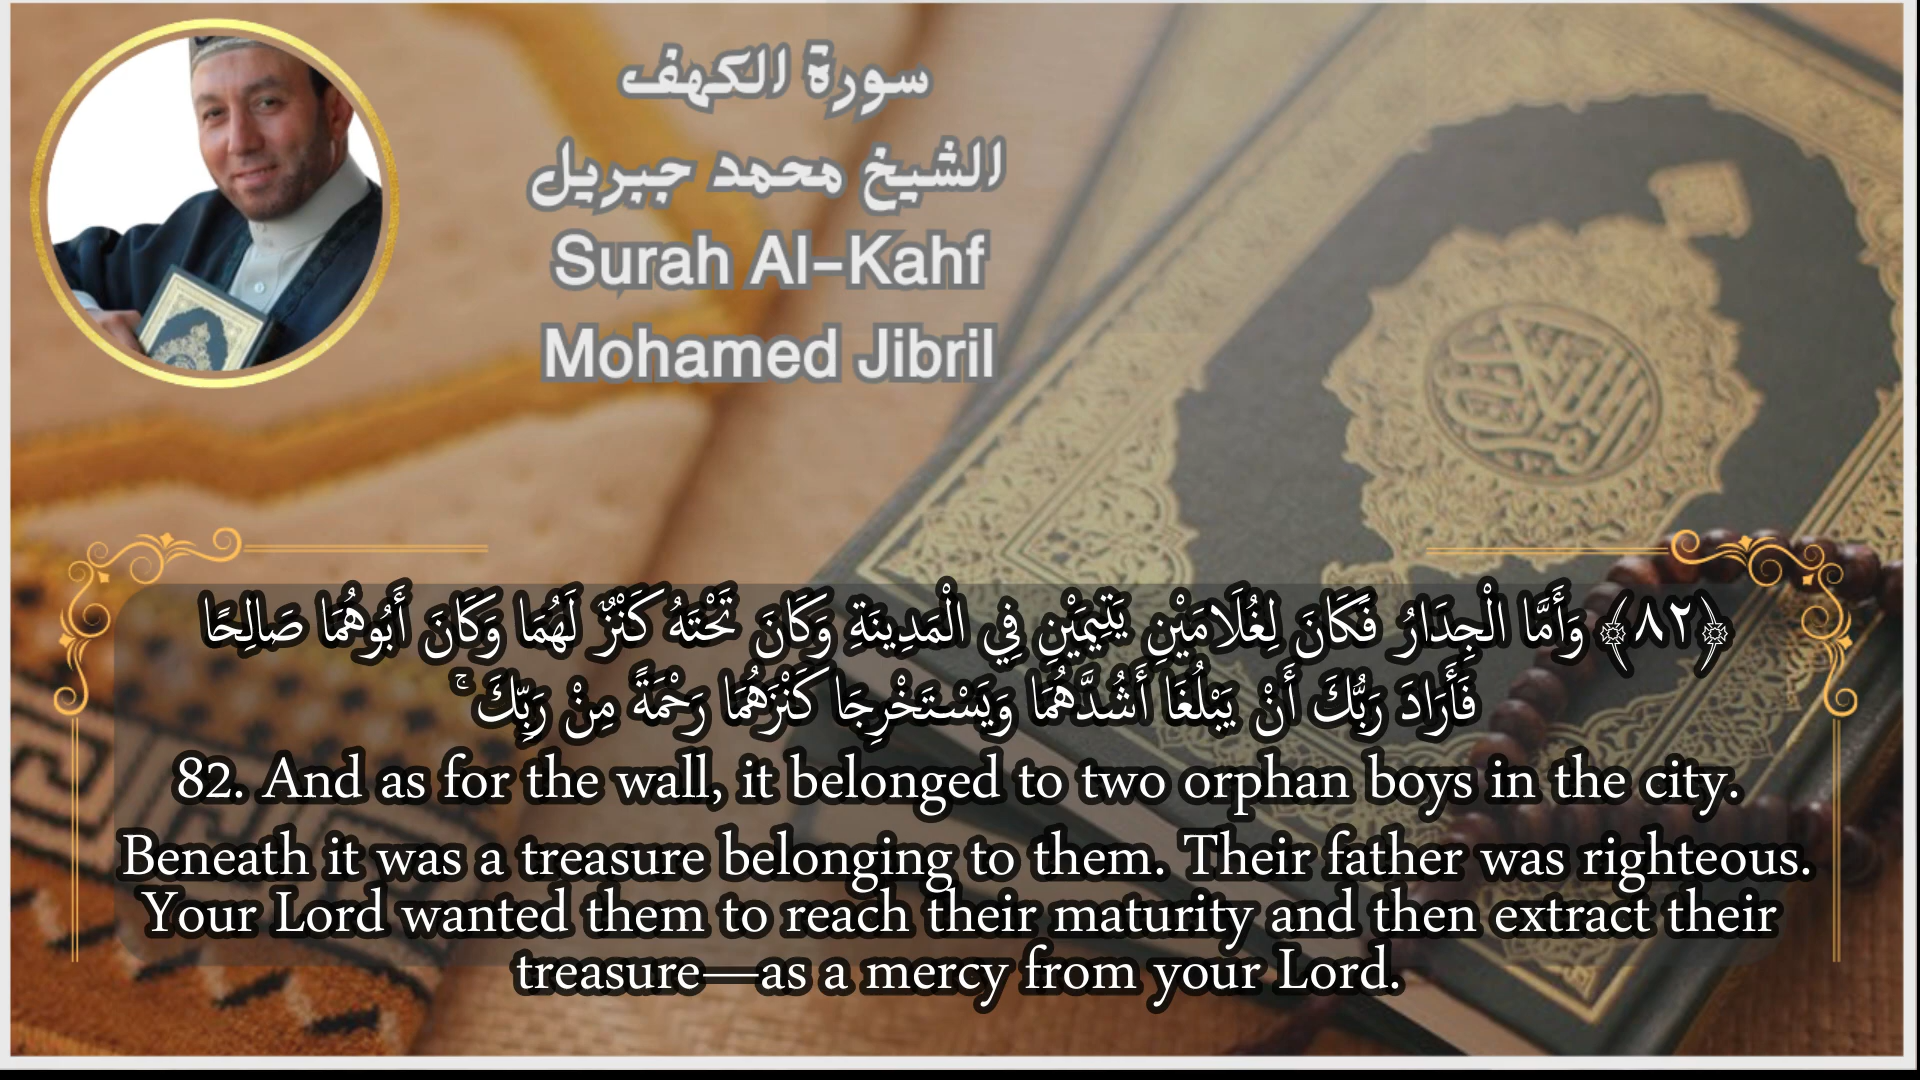 سورة الكهف
الشيخ محمد جبريل
Surah Al-Kahf
Mohamed Jibril
﴿٨٢﴾ وَأَمَّا الْجِدَارُ فَكَانَ لِغُلَامَيْنِ يَتِيمَيْنِ فِي الْمَدِينَةِ وَكَانَ تَحْتَهُ كَنْزٌ لَهُمَا وَكَانَ أَبُوهُمَا صَالِحًا
فَأَرَادَ رَبُّكَ أَنْ يَبْلُغَا أَشُدَّهُمَا وَيَسْتَخْرِجَا كَنْزَهُمَا رَحْمَةً مِنْ رَبِّكَ ۚ
82. And as for the wall, it belonged to two orphan boys in the city.
Beneath it was a treasure belonging to them. Their father was righteous.
Your Lord wanted them to reach their maturity and then extract their
treasure—as a mercy from your Lord.